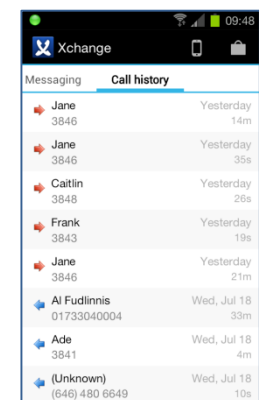 09:48
Xchange
Messaging Call history
Jane Yesterday
3846 14m
Jane Yesterday
3846 35s
Caitlin Yesterday
3848 26s
Frank Yesterday
3843 19s
Jane Yesterday
3846 21m
Al Fudlinnis Wed, Jul 18
01733040004 33m
Ade Wed, Jul 18
3841 4m
(Unknown) Wed, Jul 18
(646) 480 6649 10s